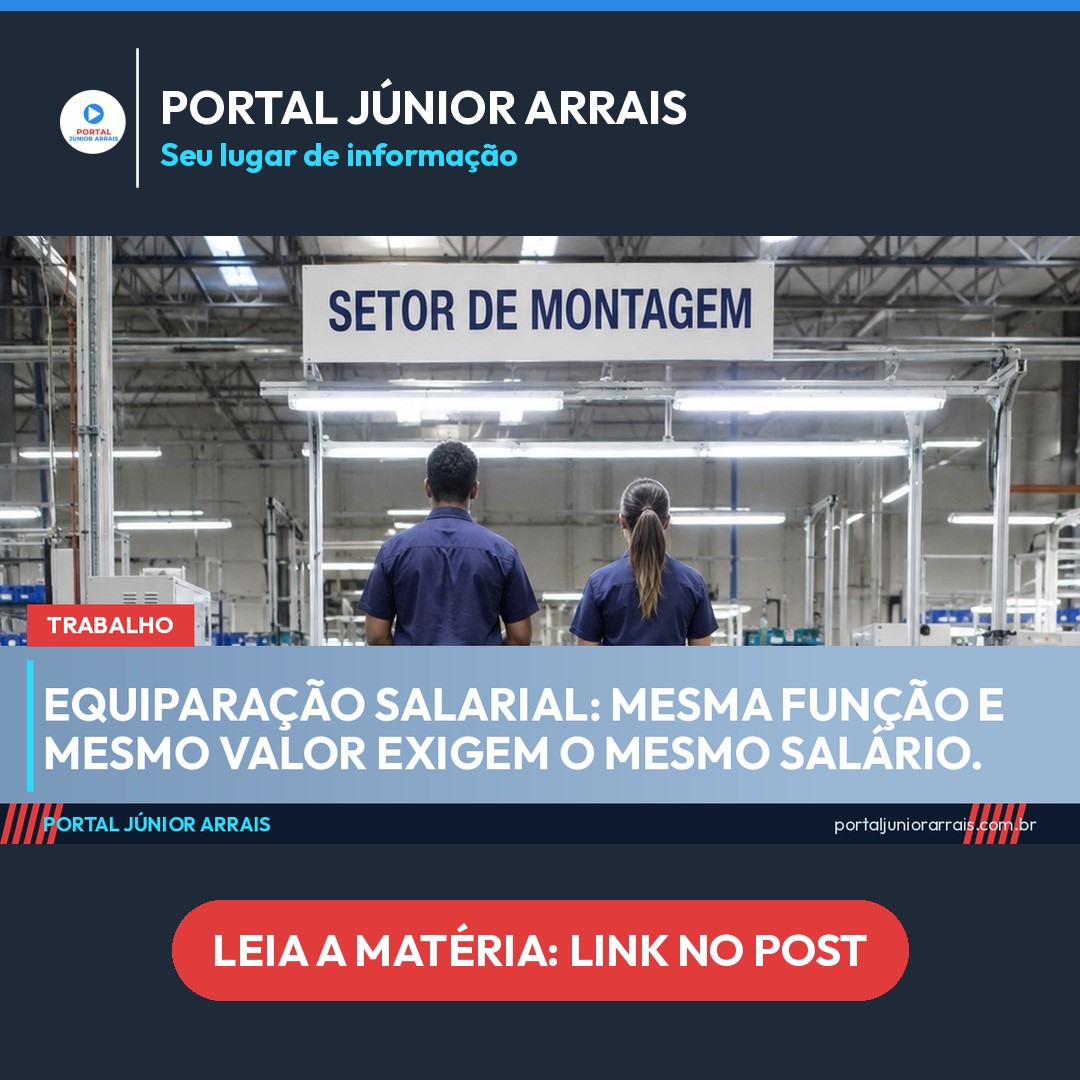 PORTAL
JÚNIOR ARRAIS
PORTAL JÚNIOR ARRAIS
Seu lugar de informação
SETOR DE MONTAGEM
TRABALHO
EQUIPARAÇÃO SALARIAL: MESMA FUNÇÃO E
MESMO VALOR EXIGEM O MESMO SALÁRIO.
PORTAL JÚNIOR ARRAIS
portaljuniorarrais.com.br
LEIA A MATÉRIA: LINK NO POST